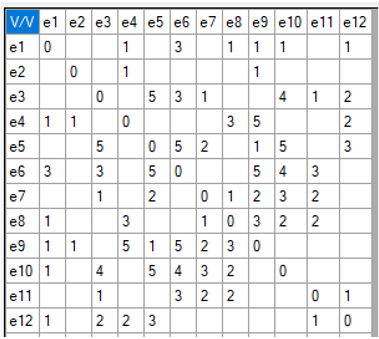 V/V e1 e2 e3 e4 e5 e6 e7 e8 e9 e10 e11 e12
e1 0 1 3 1 1 1 1
e2 0 1 1
e3 0 5 3 1 4 1 2
e4 1 1 0 3 5 2
e5 5 0 5 2 1 5 3
e6 3 3 5 0 5 4 3
e7 1 2 0 1 2 3 2
e8 1 3 1 0 3 2 2
e9 1 1 5 1 5 2 3 0
e10 1 4 5 4 3 2 0
e11 1 3 2 2 0 1
e12 1 2 2 3 1 0